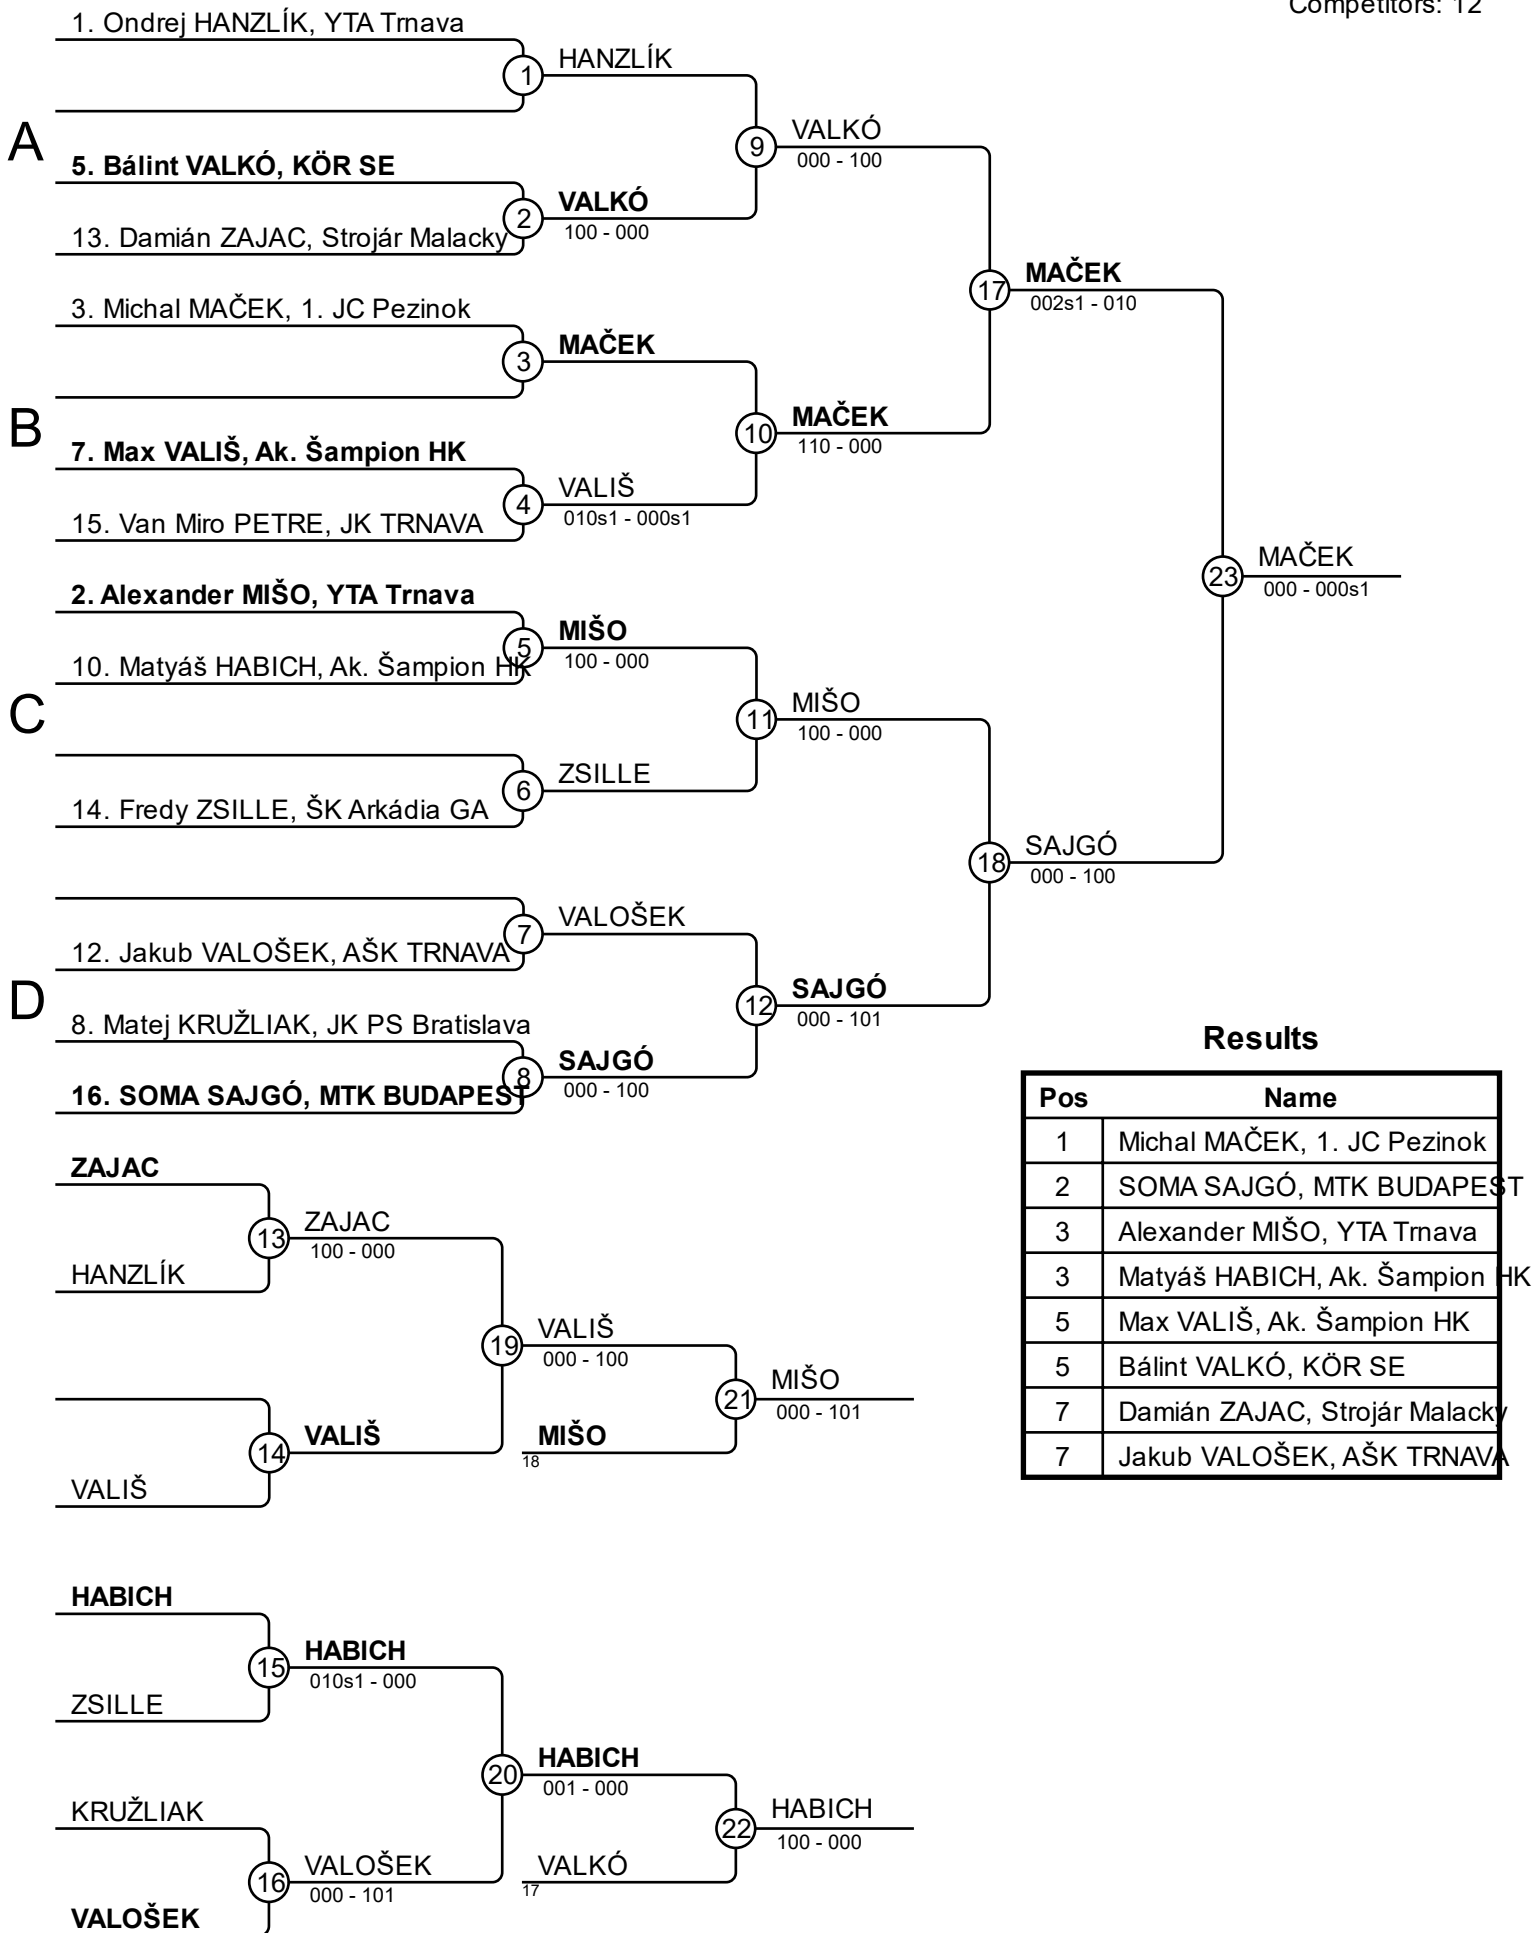 Competitors: 12
1. Ondrej HANZLÍK, YTA Trnava
1
HANZLÍK
A
9
VALKÓ
000 - 100
5. Bálint VALKÓ, KÖR SE
2
VALKÓ
100 - 000
13. Damián ZAJAC, Strojár Malacky
17
MAČEK
002s1 - 010
3. Michal MAČEK, 1. JC Pezinok
3
MAČEK
B
10
MAČEK
110 - 000
7. Max VALIŠ, Ak. Šampion HK
4
VALIŠ
010s1 - 000s1
15. Van Miro PETRE, JK TRNAVA
23
MAČEK
000 - 000s1
2. Alexander MIŠO, YTA Trnava
5
MIŠO
100 - 000
10. Matyáš HABICH, Ak. Šampion HK
C
11
MIŠO
100 - 000
6
ZSILLE
14. Fredy ZSILLE, ŠK Arkádia GA
18
SAJGÓ
000 - 100
7
VALOŠEK
12. Jakub VALOŠEK, AŠK TRNAVA
D
12
SAJGÓ
000 - 101
8. Matej KRUŽLIAK, JK PS Bratislava
8
SAJGÓ
000 - 100
16. SOMA SAJGÓ, MTK BUDAPEST
Results
Pos Name
1 Michal MAČEK, 1. JC Pezinok
2 SOMA SAJGÓ, MTK BUDAPEST
3 Alexander MIŠO, YTA Trnava
3 Matyáš HABICH, Ak. Šampion HK
5 Max VALIŠ, Ak. Šampion HK
5 Bálint VALKÓ, KÖR SE
7 Damián ZAJAC, Strojár Malacky
7 Jakub VALOŠEK, AŠK TRNAVA
ZAJAC
13
ZAJAC
100 - 000
HANZLÍK
19
VALIŠ
000 - 100
21
MIŠO
000 - 101
14
VALIŠ
MIŠO
18
VALIŠ
HABICH
15
HABICH
010s1 - 000
ZSILLE
20
HABICH
001 - 000
KRUŽLIAK
22
HABICH
100 - 000
16
VALOŠEK
000 - 101
VALKÓ
17
VALOŠEK